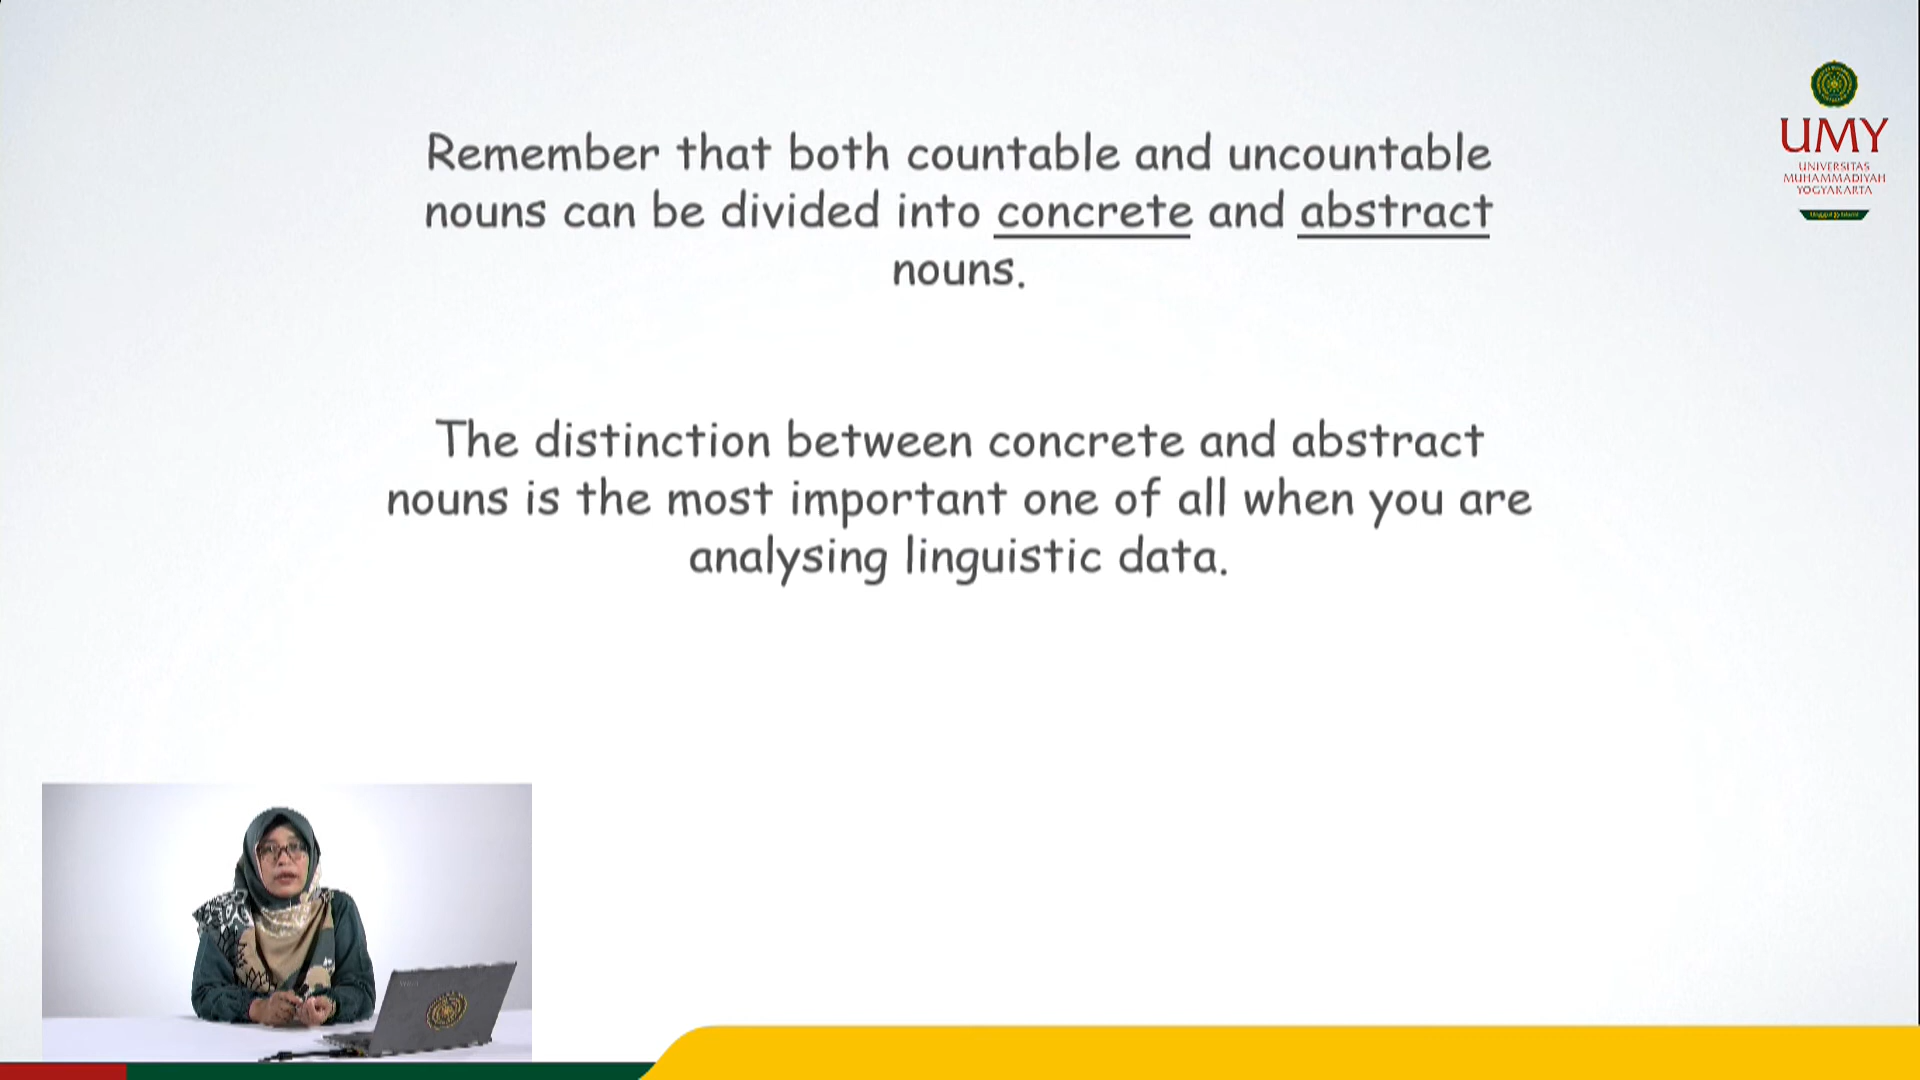 Remember that both countable and uncountable
nouns can be divided into concrete and abstract
nouns.
The distinction between concrete and abstract
nouns is the most important one of all when you are
analysing linguistic data.
UMY
UNIVERSITAS
MUHAMMADIYAH
YOGYAKARTA
Unggul & Islami